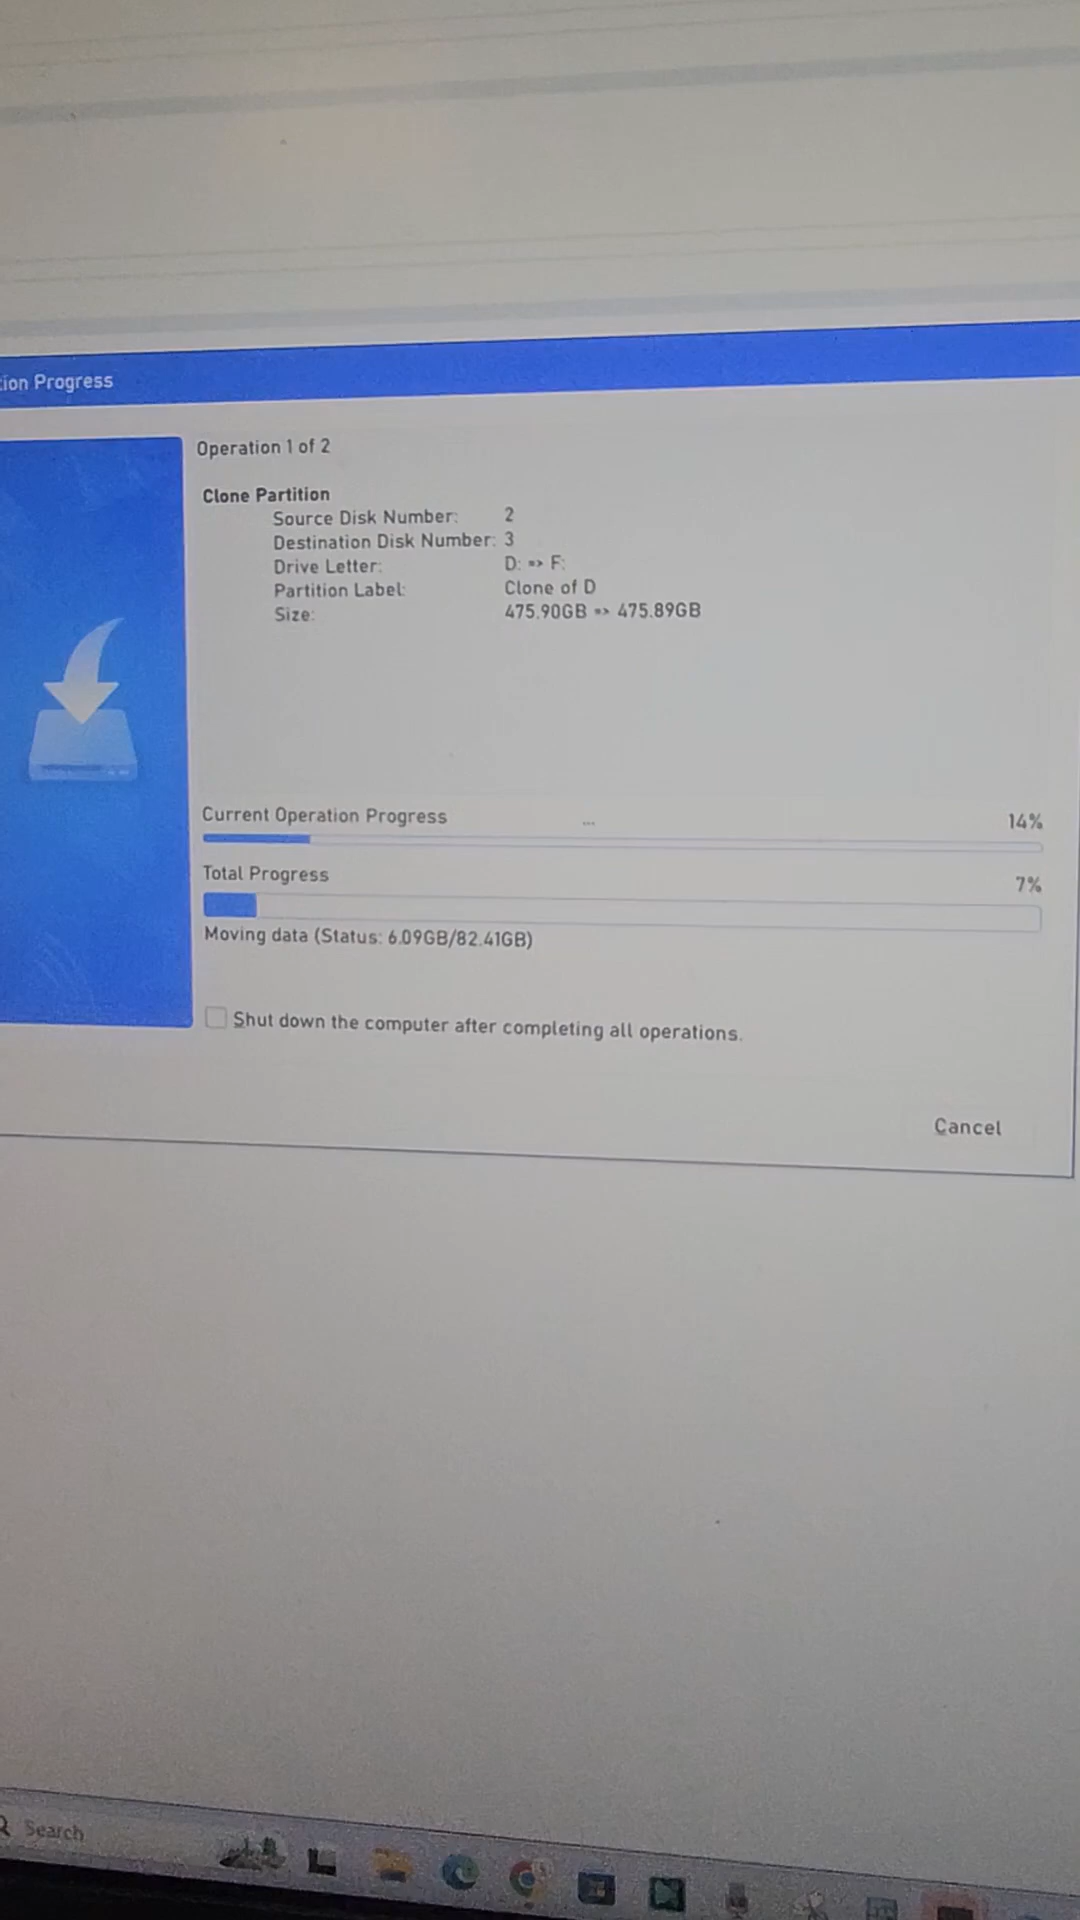 ion Progress
Operation 1 of 2
Clone Partition
Source Disk Number: 2
Destination Disk Number: 3
Drive Letter: D: => F:
Partition Label: Clone of D
Size: 475.90GB => 475.89GB
Current Operation Progress ... 14%
Total Progress 7%
Moving data (Status: 6.09GB/82.41GB)
Shut down the computer after completing all operations.
Cancel
Search